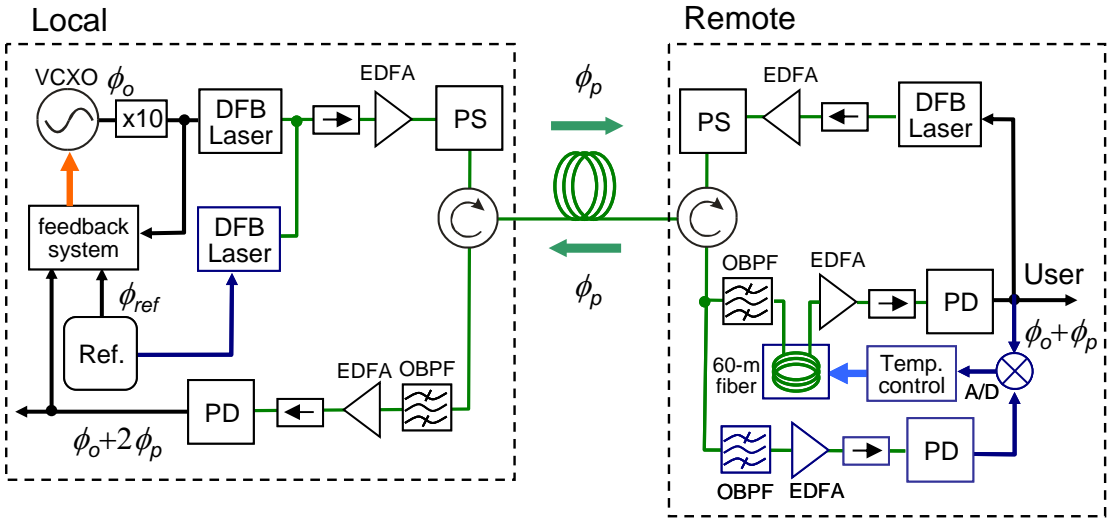 Local
VCXO
ϕo
x10
DFB
Laser
EDFA
PS
feedback
system
DFB
Laser
ϕref
Ref.
PD
EDFA
OBPF
ϕo+2ϕp
ϕp
ϕp
Remote
PS
EDFA
DFB
Laser
OBPF
EDFA
PD
User
ϕo+ϕp
60-m
fiber
Temp.
control
A/D
OBPF
EDFA
PD